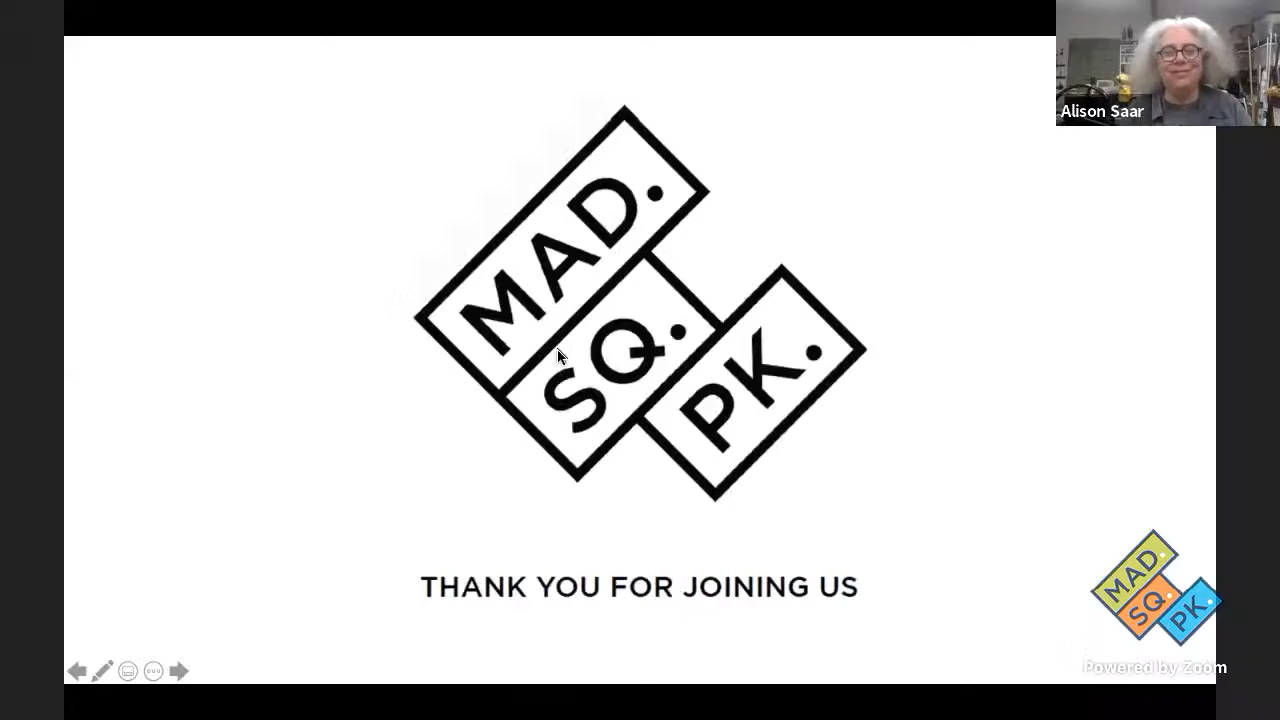 Alison Saar
MAD.
SQ.
PK.
THANK YOU FOR JOINING US
MAD.
SQ.
PK.
Powered by Zoom